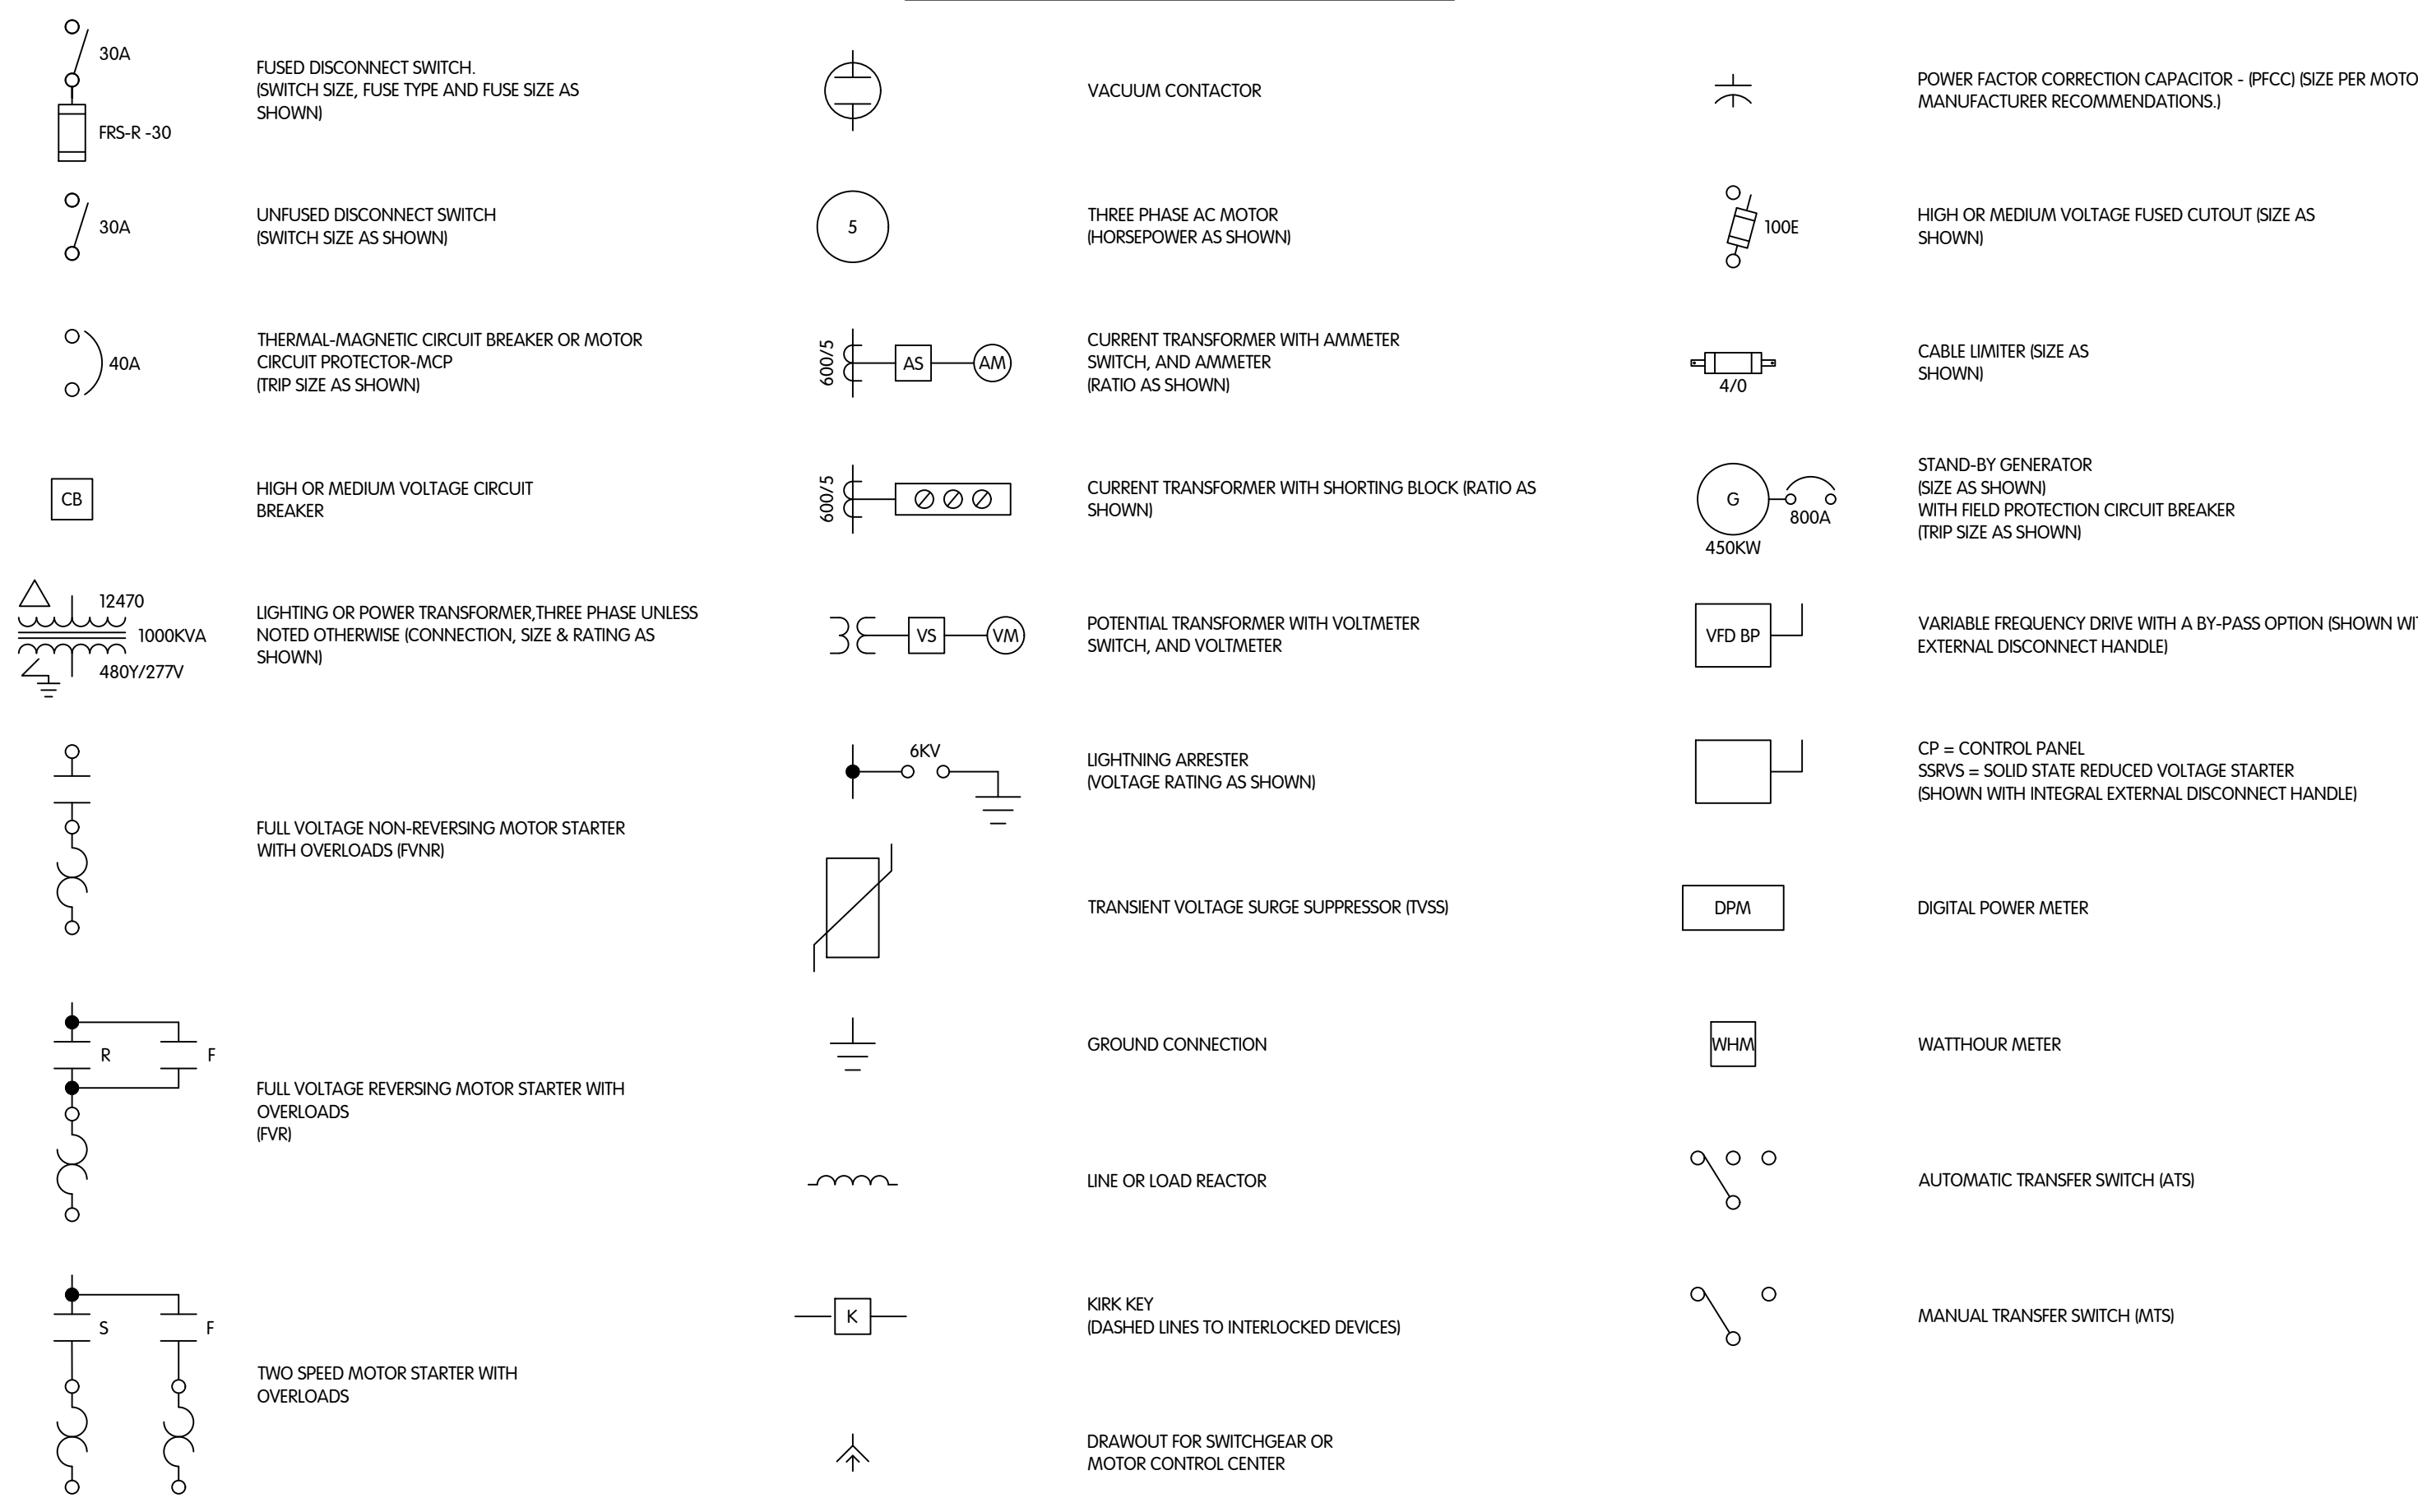 30A
FRS-R -30
FUSED DISCONNECT SWITCH.
(SWITCH SIZE, FUSE TYPE AND FUSE SIZE AS
SHOWN)
30A
UNFUSED DISCONNECT SWITCH
(SWITCH SIZE AS SHOWN)
40A
THERMAL-MAGNETIC CIRCUIT BREAKER OR MOTOR
CIRCUIT PROTECTOR-MCP
(TRIP SIZE AS SHOWN)
CB
HIGH OR MEDIUM VOLTAGE CIRCUIT
BREAKER
12470
1000KVA
480Y/277V
LIGHTING OR POWER TRANSFORMER,THREE PHASE UNLESS
NOTED OTHERWISE (CONNECTION, SIZE & RATING AS
SHOWN)
FULL VOLTAGE NON-REVERSING MOTOR STARTER
WITH OVERLOADS (FVNR)
R F
FULL VOLTAGE REVERSING MOTOR STARTER WITH
OVERLOADS
(FVR)
S F
TWO SPEED MOTOR STARTER WITH
OVERLOADS
VACUUM CONTACTOR
5
THREE PHASE AC MOTOR
(HORSEPOWER AS SHOWN)
600/5
AS AM
CURRENT TRANSFORMER WITH AMMETER
SWITCH, AND AMMETER
(RATIO AS SHOWN)
600/5
CURRENT TRANSFORMER WITH SHORTING BLOCK (RATIO AS
SHOWN)
VS VM
POTENTIAL TRANSFORMER WITH VOLTMETER
SWITCH, AND VOLTMETER
6KV
LIGHTNING ARRESTER
(VOLTAGE RATING AS SHOWN)
TRANSIENT VOLTAGE SURGE SUPPRESSOR (TVSS)
GROUND CONNECTION
LINE OR LOAD REACTOR
K
KIRK KEY
(DASHED LINES TO INTERLOCKED DEVICES)
DRAWOUT FOR SWITCHGEAR OR
MOTOR CONTROL CENTER
POWER FACTOR CORRECTION CAPACITOR - (PFCC) (SIZE PER MOTO
MANUFACTURER RECOMMENDATIONS.)
100E
HIGH OR MEDIUM VOLTAGE FUSED CUTOUT (SIZE AS
SHOWN)
4/0
CABLE LIMITER (SIZE AS
SHOWN)
G
800A
450KW
STAND-BY GENERATOR
(SIZE AS SHOWN)
WITH FIELD PROTECTION CIRCUIT BREAKER
(TRIP SIZE AS SHOWN)
VFD BP
VARIABLE FREQUENCY DRIVE WITH A BY-PASS OPTION (SHOWN WI
EXTERNAL DISCONNECT HANDLE)
CP = CONTROL PANEL
SSRVS = SOLID STATE REDUCED VOLTAGE STARTER
(SHOWN WITH INTEGRAL EXTERNAL DISCONNECT HANDLE)
DPM
DIGITAL POWER METER
WHM
WATTHOUR METER
AUTOMATIC TRANSFER SWITCH (ATS)
MANUAL TRANSFER SWITCH (MTS)